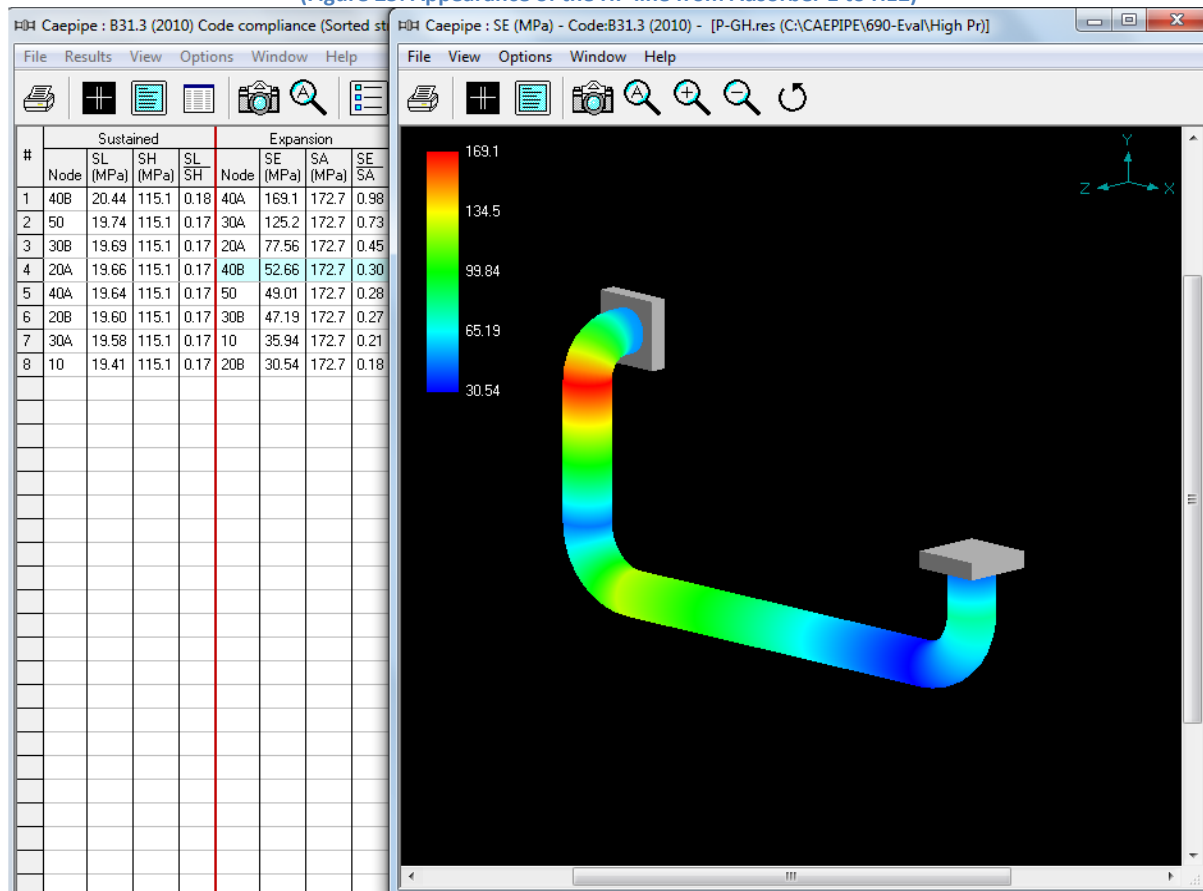 Caepipe : B31.3 (2010) Code compliance (Sorted st
File Results View Options Window Help
# Sustained Expansion
Node SL (MPa) SH (MPa) SL/SH Node SE (MPa) SA (MPa) SE/SA
1 40B 20.44 115.1 0.18 40A 169.1 172.7 0.98
2 50 19.74 115.1 0.17 30A 125.2 172.7 0.73
3 30B 19.69 115.1 0.17 20A 77.56 172.7 0.45
4 20A 19.66 115.1 0.17 40B 52.66 172.7 0.30
5 40A 19.64 115.1 0.17 50 49.01 172.7 0.28
6 20B 19.60 115.1 0.17 30B 47.19 172.7 0.27
7 30A 19.58 115.1 0.17 10 35.94 172.7 0.21
8 10 19.41 115.1 0.17 20B 30.54 172.7 0.18
Caepipe : SE (MPa) - Code:B31.3 (2010) - [P-GH.res (C:\CAEPIPE\690-Eval\High Pr)]
File View Options Window Help
169.1
134.5
99.84
65.19
30.54
Y
Z X